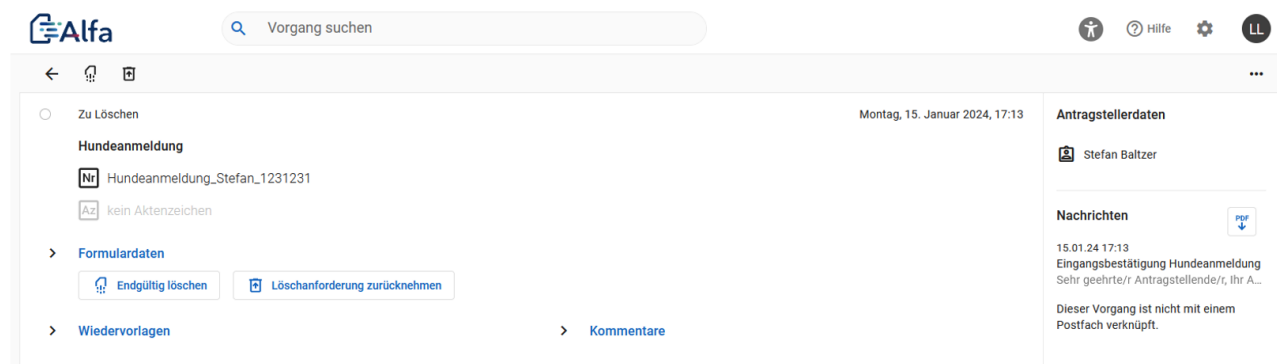 Alfa
Vorgang suchen
Hilfe
LL
Zu Löschen
Montag, 15. Januar 2024, 17:13
Hundeanmeldung
Nr Hundeanmeldung_Stefan_1231231
Az kein Aktenzeichen
Formulardaten
Endgültig löschen
Löschanforderung zurücknehmen
Wiedervorlagen
Kommentare
Antragstellerdaten
Stefan Baltzer
Nachrichten
PDF
15.01.24 17:13
Eingangsbestätigung Hundeanmeldung
Sehr geehrte/r Antragstellende/r, Ihr A...
Dieser Vorgang ist nicht mit einem
Postfach verknüpft.